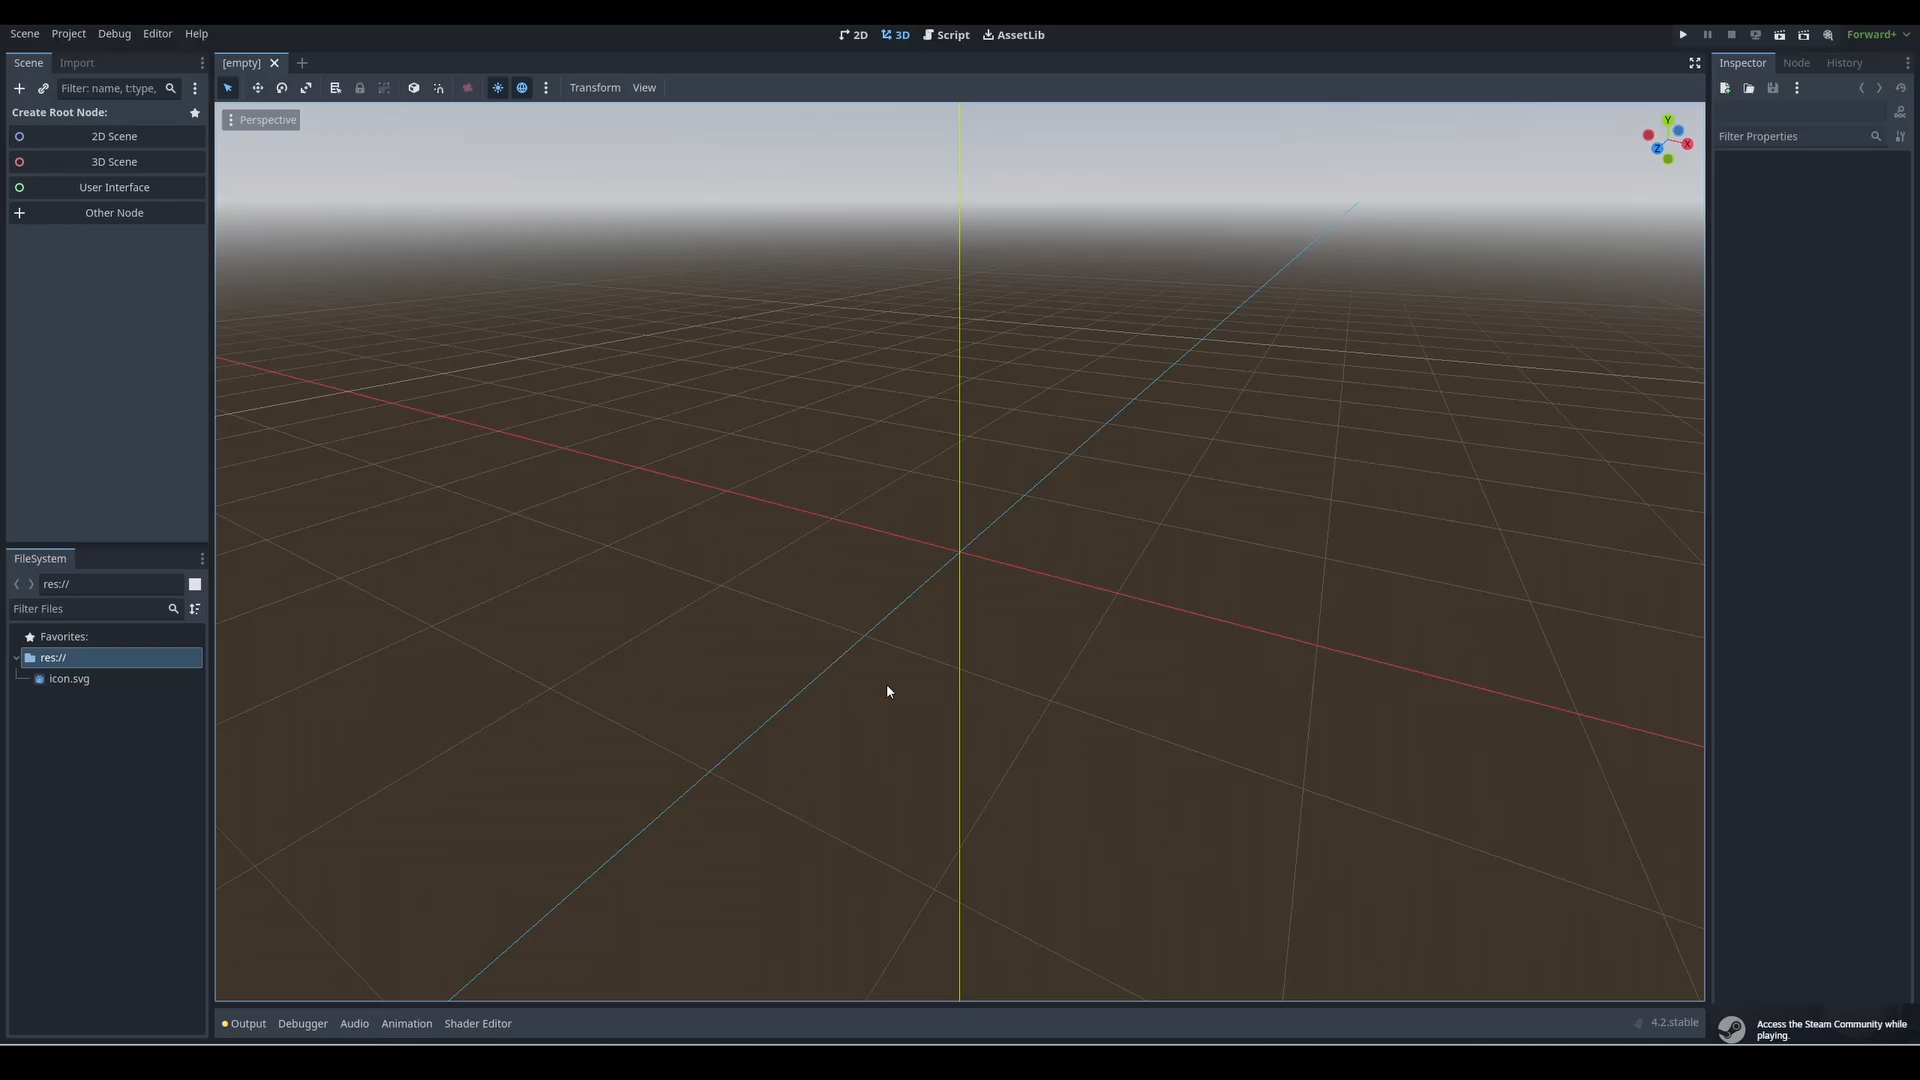 Scene Project Debug Editor Help
2D 3D Script AssetLib
Forward+
Scene Import
Filter: name, t:type,
Create Root Node:
2D Scene
3D Scene
User Interface
Other Node
FileSystem
res://
Filter Files
Favorites:
res://
icon.svg
[empty]
Transform View
Perspective
Y
X
Z
Output Debugger Audio Animation Shader Editor
4.2.stable
Inspector Node History
Filter Properties
Access the Steam Community while
playing.